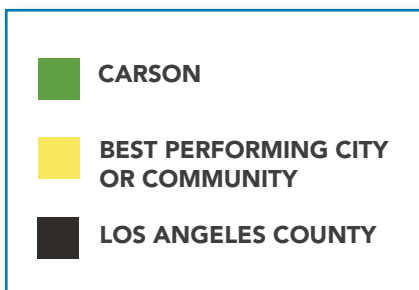 CARSON
BEST PERFORMING CITY
OR COMMUNITY
LOS ANGELES COUNTY